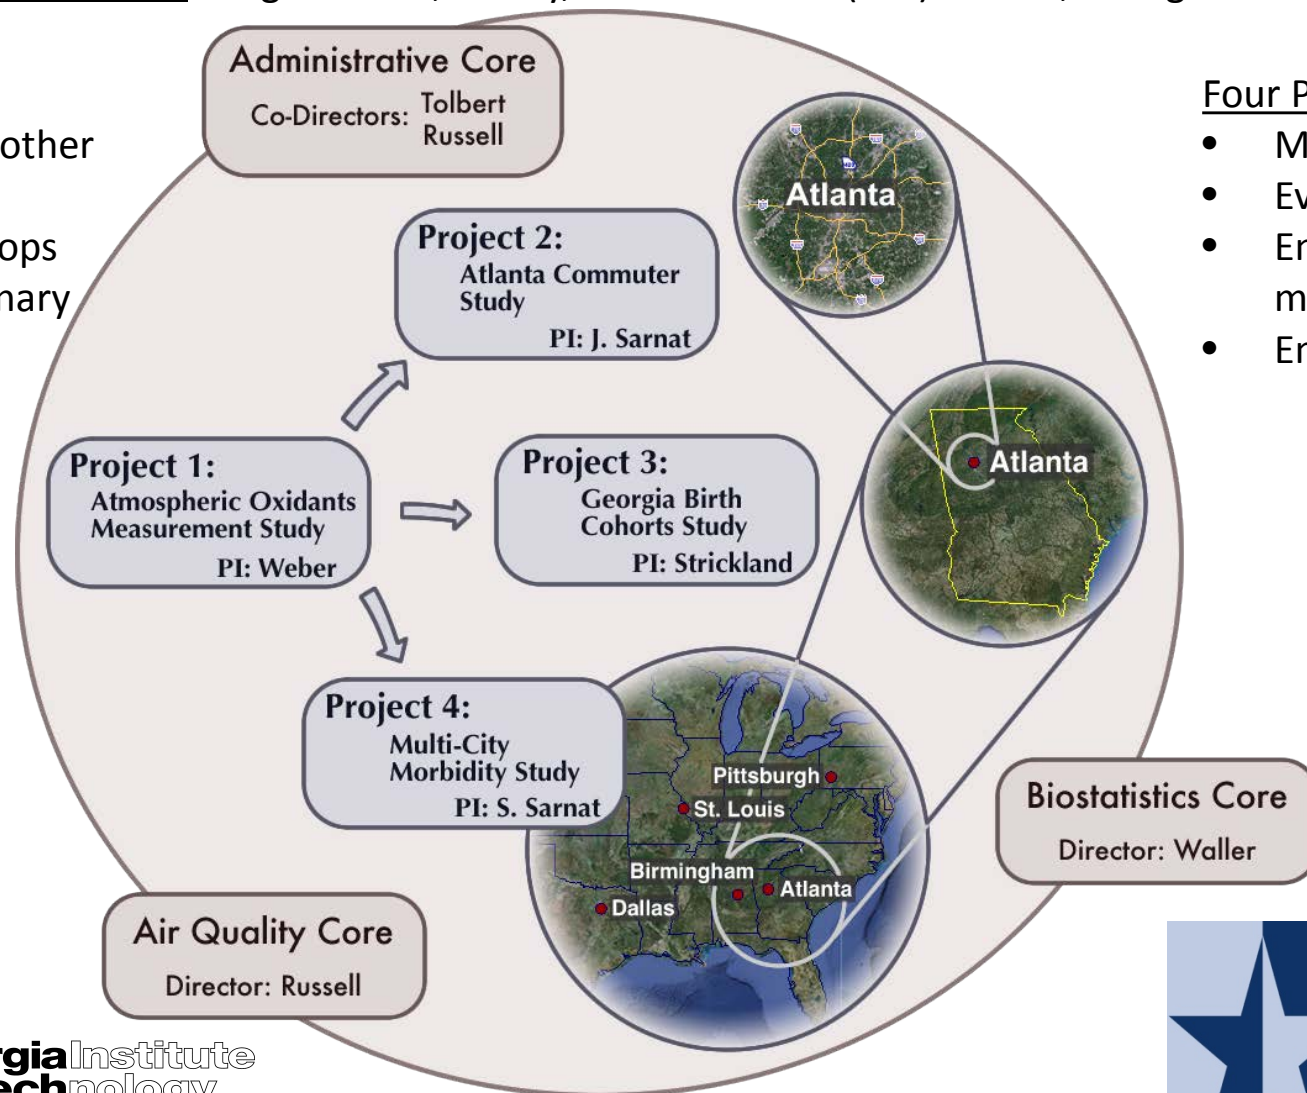 Administrative Core
Co-Directors: Tolbert
Russell
other
ops
nary
Four P
• M
• Ev
• En
m
• En
Atlanta
Project 2:
Atlanta Commuter
Study
PI: J. Sarnat
Project 1:
Atmospheric Oxidants
Measurement Study
PI: Weber
Project 3:
Georgia Birth
Cohorts Study
PI: Strickland
Atlanta
Project 4:
Multi-City
Morbidity Study
PI: S. Sarnat
Pittsburgh
St. Louis
Birmingham
Atlanta
Dallas
Biostatistics Core
Director: Waller
Air Quality Core
Director: Russell
rgia Institute
echnology